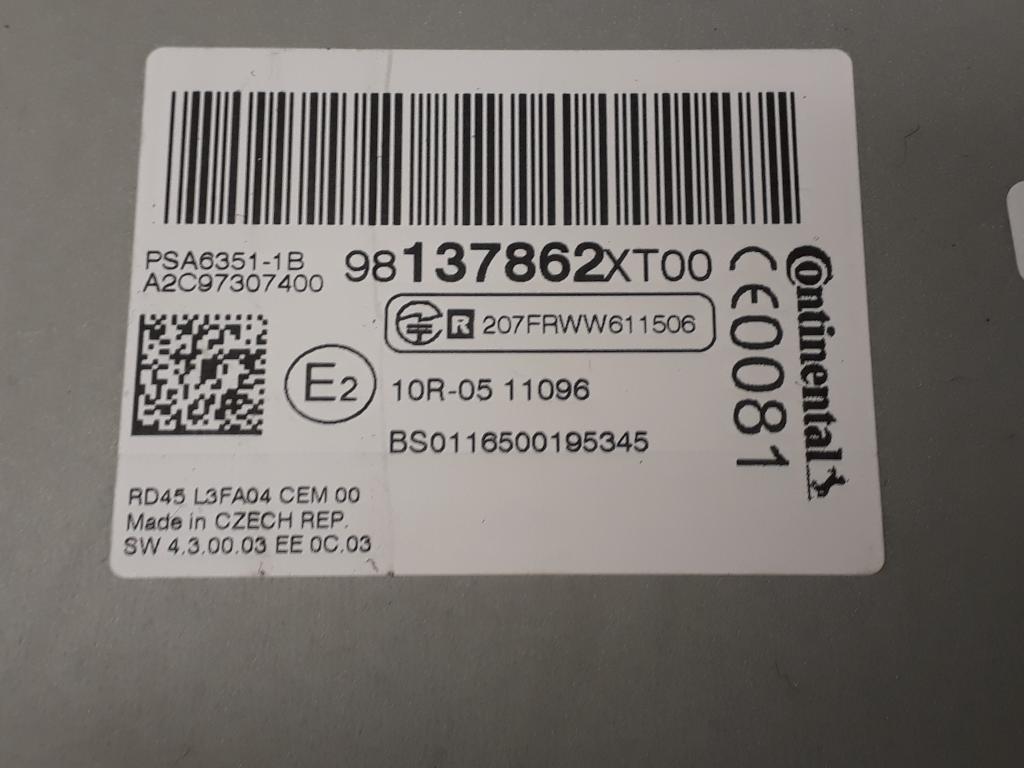 PSA6351-1B
A2C97307400
98137862XT00
R 207FRWW611506
E2
10R-05 11096
BS0116500195345
RD45 L3FA04 CEM 00
Made in CZECH REP.
SW 4.3.00.03 EE 0C.03
CE0081
Continental